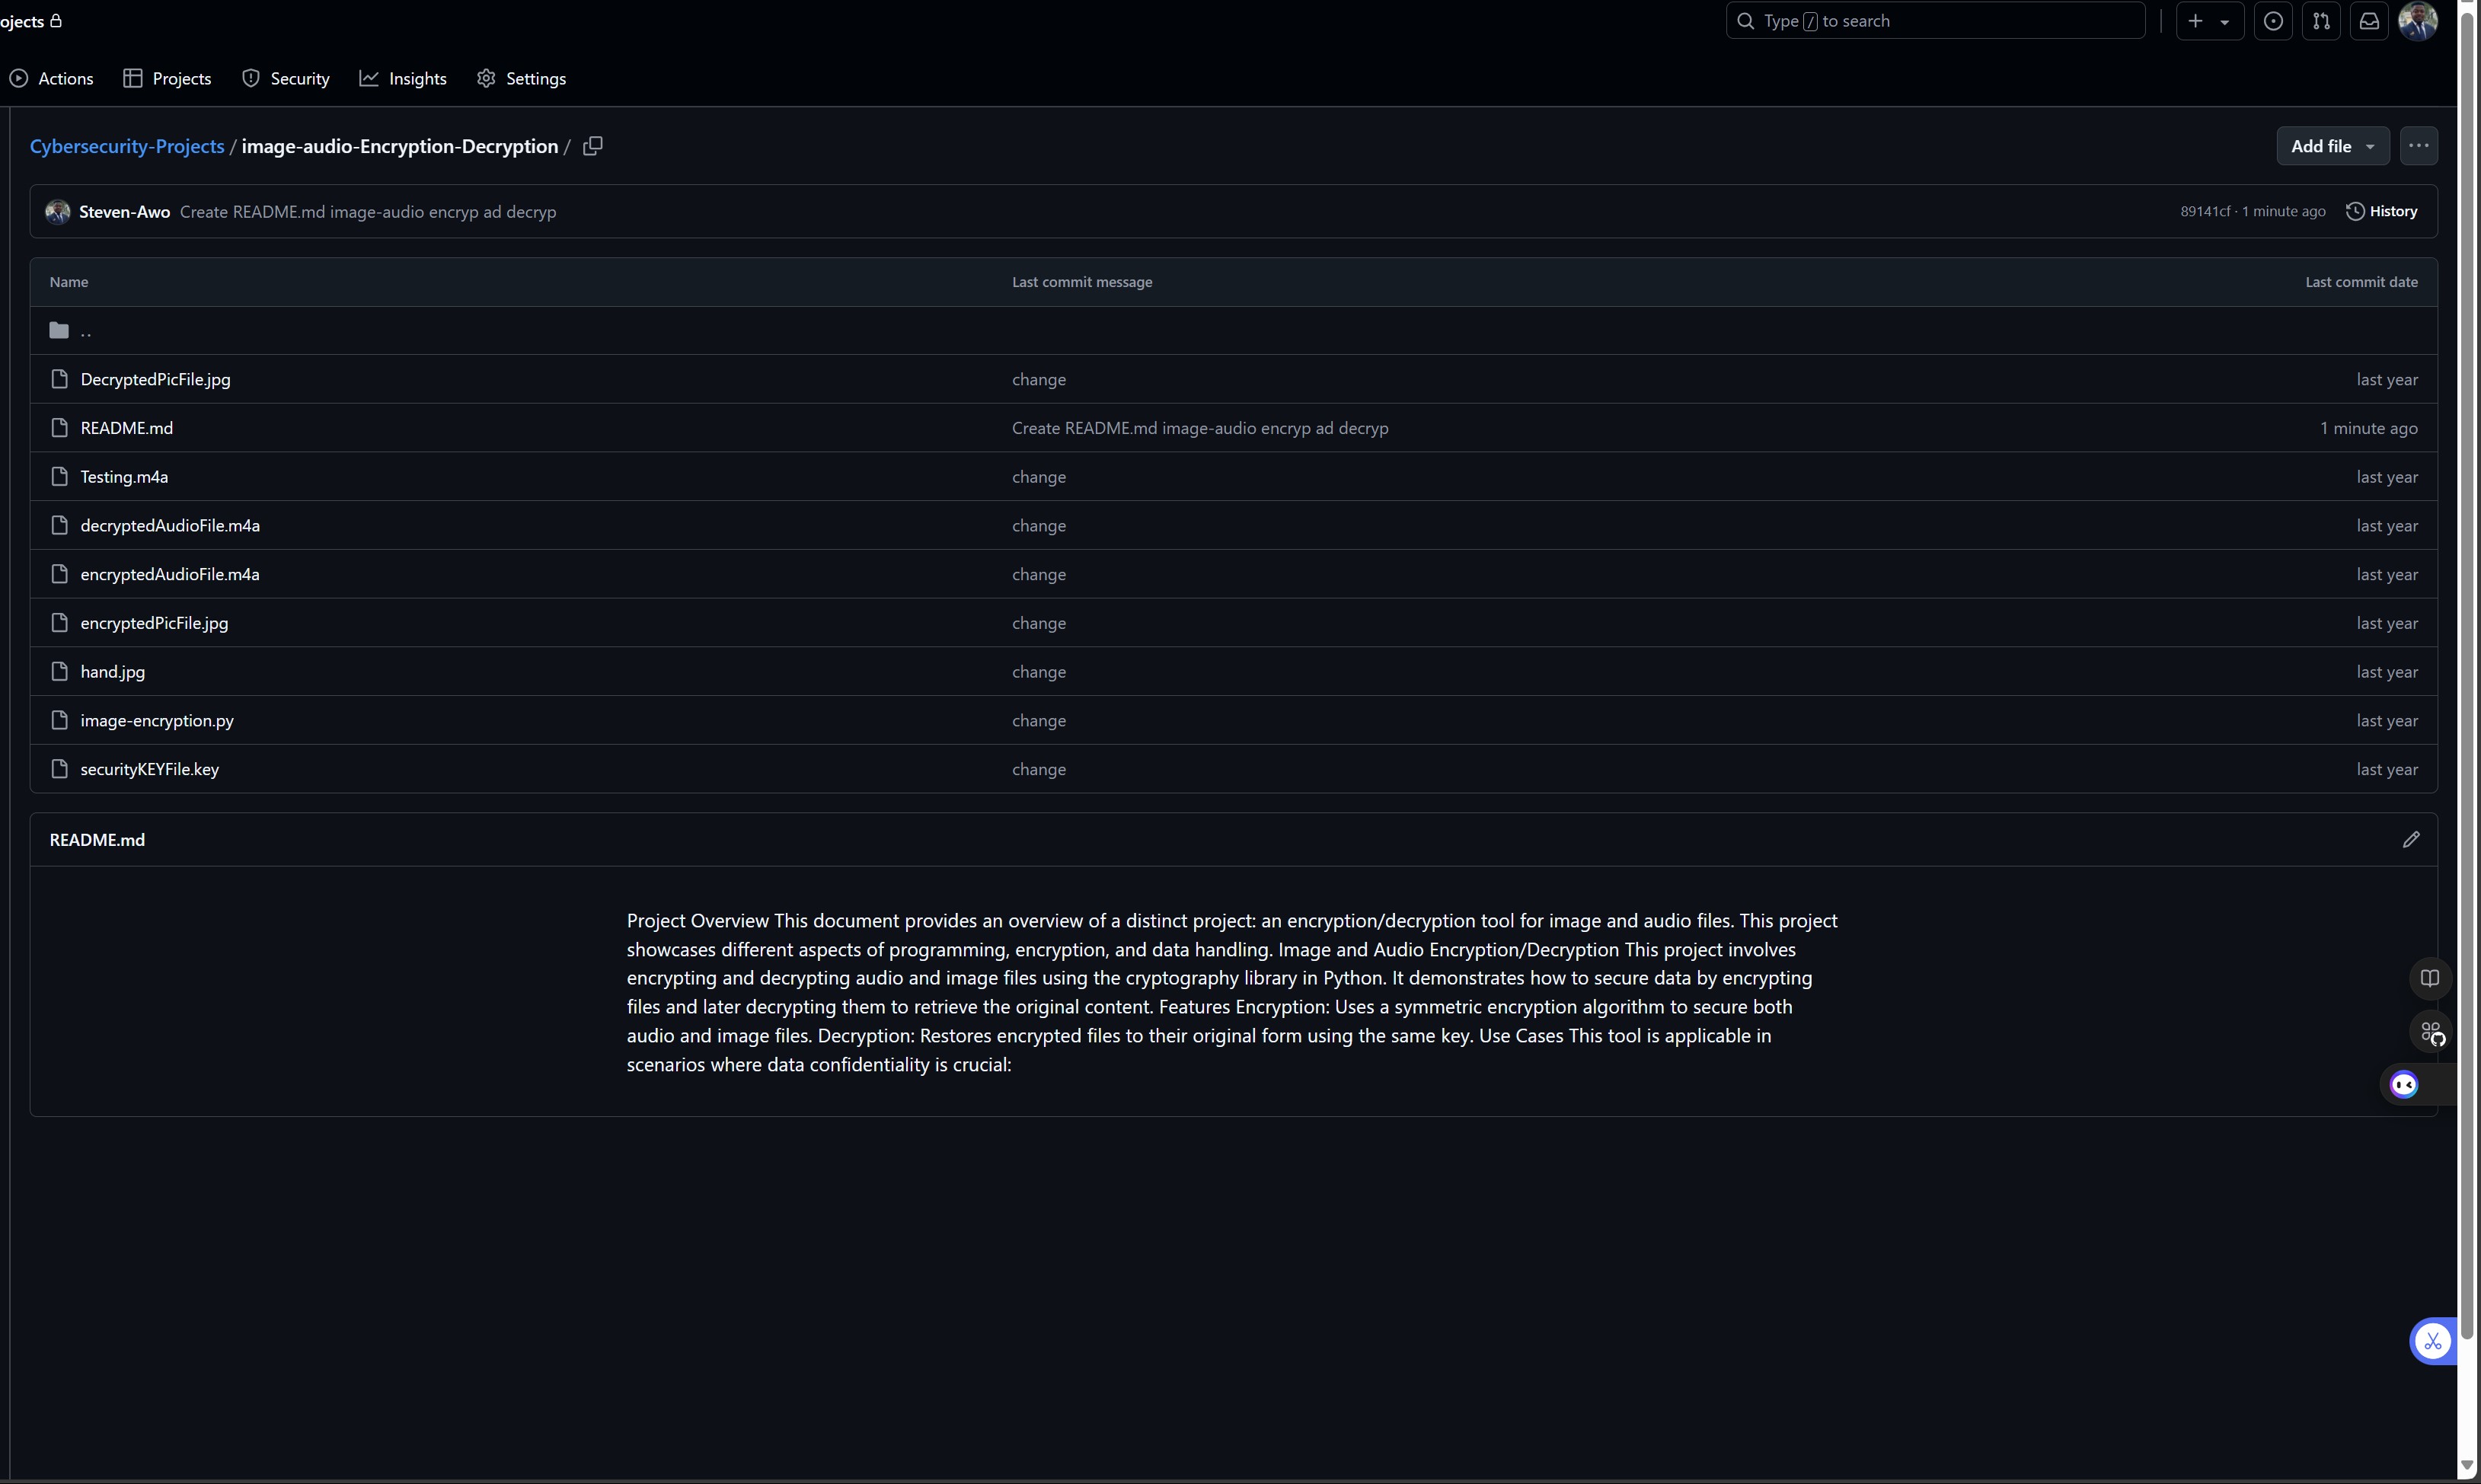 ojects
Type / to search
Actions
Projects
Security
Insights
Settings
Cybersecurity-Projects / image-audio-Encryption-Decryption /
Add file
Steven-Awo Create README.md image-audio encryp ad decryp
89141cf · 1 minute ago
History
Name Last commit message Last commit date
..
DecryptedPicFile.jpg change last year
README.md Create README.md image-audio encryp ad decryp 1 minute ago
Testing.m4a change last year
decryptedAudioFile.m4a change last year
encryptedAudioFile.m4a change last year
encryptedPicFile.jpg change last year
hand.jpg change last year
image-encryption.py change last year
securityKEYFile.key change last year
README.md
Project Overview This document provides an overview of a distinct project: an encryption/decryption tool for image and audio files. This project
showcases different aspects of programming, encryption, and data handling. Image and Audio Encryption/Decryption This project involves
encrypting and decrypting audio and image files using the cryptography library in Python. It demonstrates how to secure data by encrypting
files and later decrypting them to retrieve the original content. Features Encryption: Uses a symmetric encryption algorithm to secure both
audio and image files. Decryption: Restores encrypted files to their original form using the same key. Use Cases This tool is applicable in
scenarios where data confidentiality is crucial: